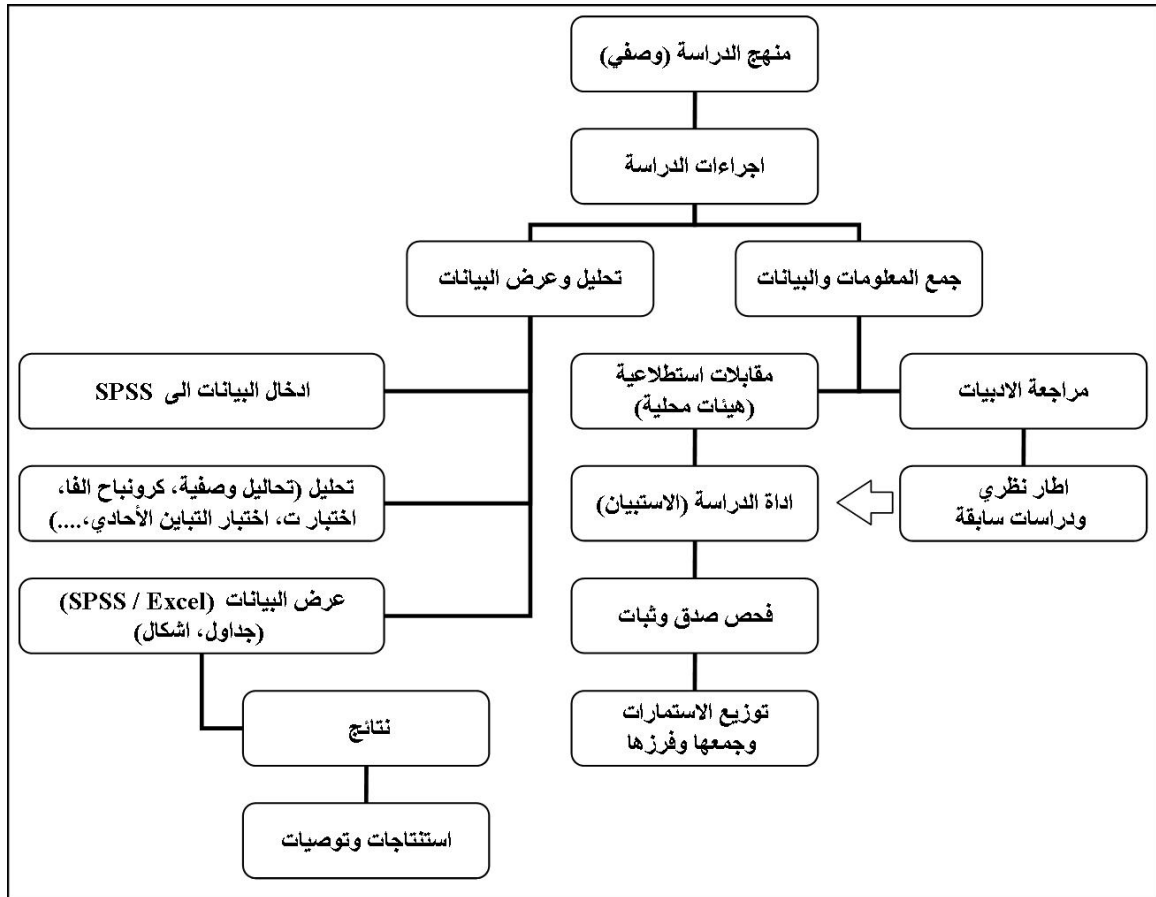 منهج الدراسة (وصفي)
اجراءات الدراسة
جمع المعلومات والبيانات
تحليل وعرض البيانات
مراجعة الادبيات
مقابلات استطلاعية
(هيئات محلية)
ادخال البيانات الى SPSS
اطار نظري
ودراسات سابقة
اداة الدراسة (الاستبيان)
تحليل (تحاليل وصفية، كرونباح الفا،
اختبار ت، اختبار التباين الأحادي،....)
فحص صدق وثبات
عرض البيانات (SPSS / Excel)
(جداول، اشكال)
توزيع الاستمارات
وجمعها وفرزها
نتائج
استنتاجات وتوصيات